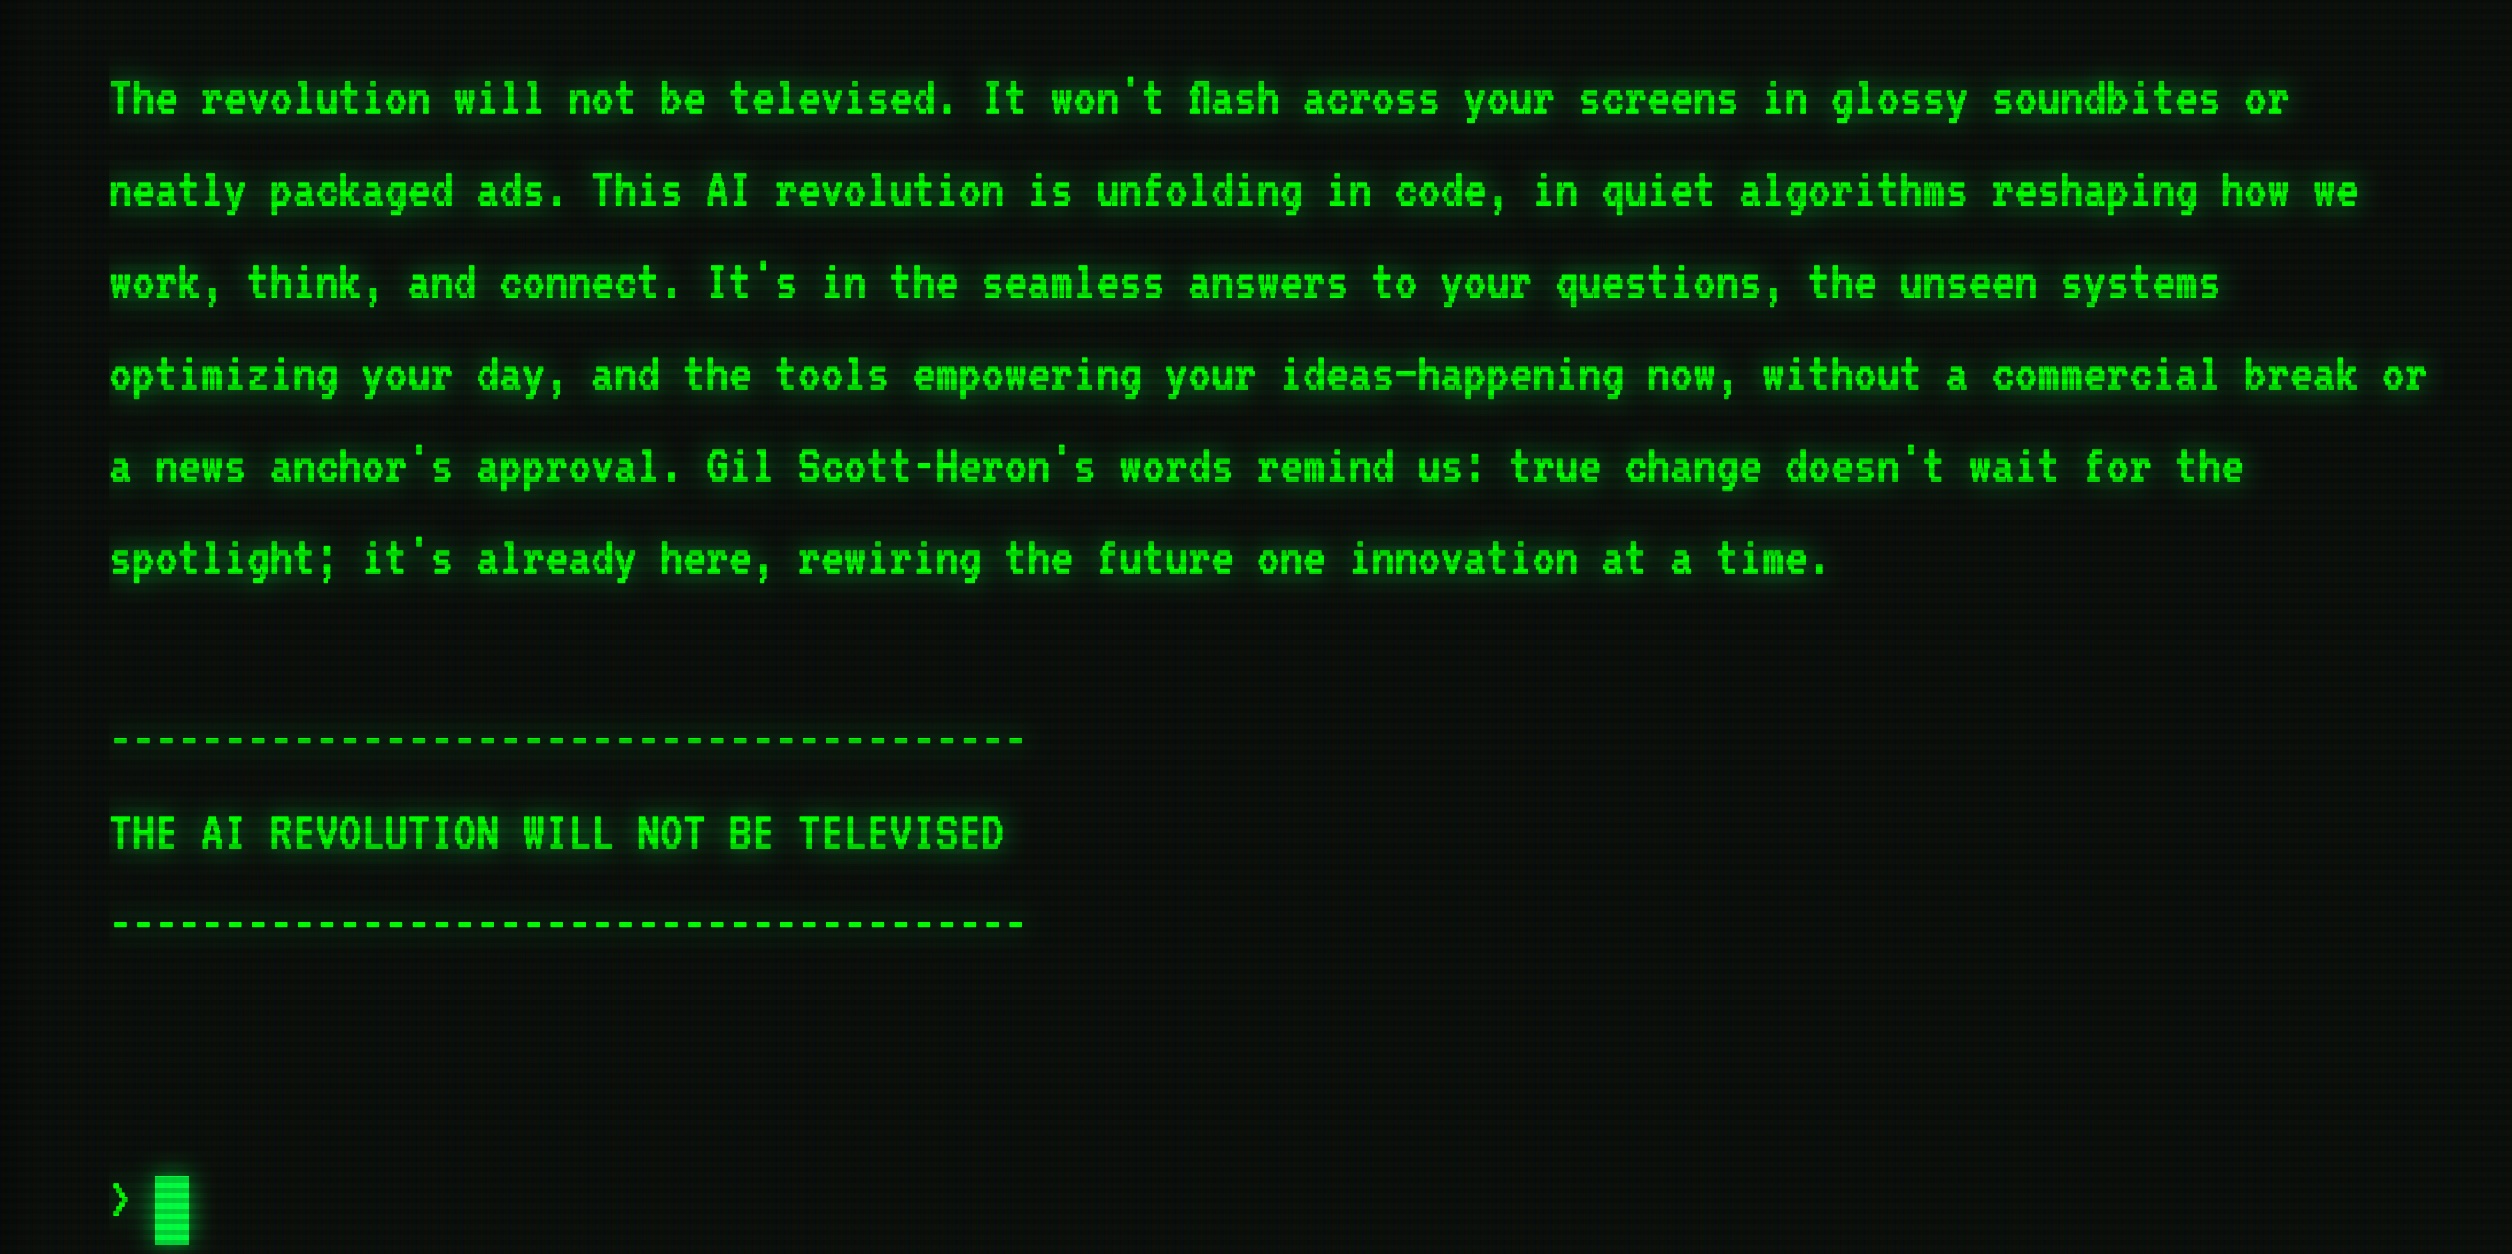 The revolution will not be televised. It won't flash across your screens in glossy soundbites or
neatly packaged ads. This AI revolution is unfolding in code, in quiet algorithms reshaping how we
work, think, and connect. It's in the seamless answers to your questions, the unseen systems
optimizing your day, and the tools empowering your ideas—happening now, without a commercial break or
a news anchor's approval. Gil Scott-Heron's words remind us: true change doesn't wait for the
spotlight; it's already here, rewiring the future one innovation at a time.
----------------------------------------
THE AI REVOLUTION WILL NOT BE TELEVISED
----------------------------------------
>